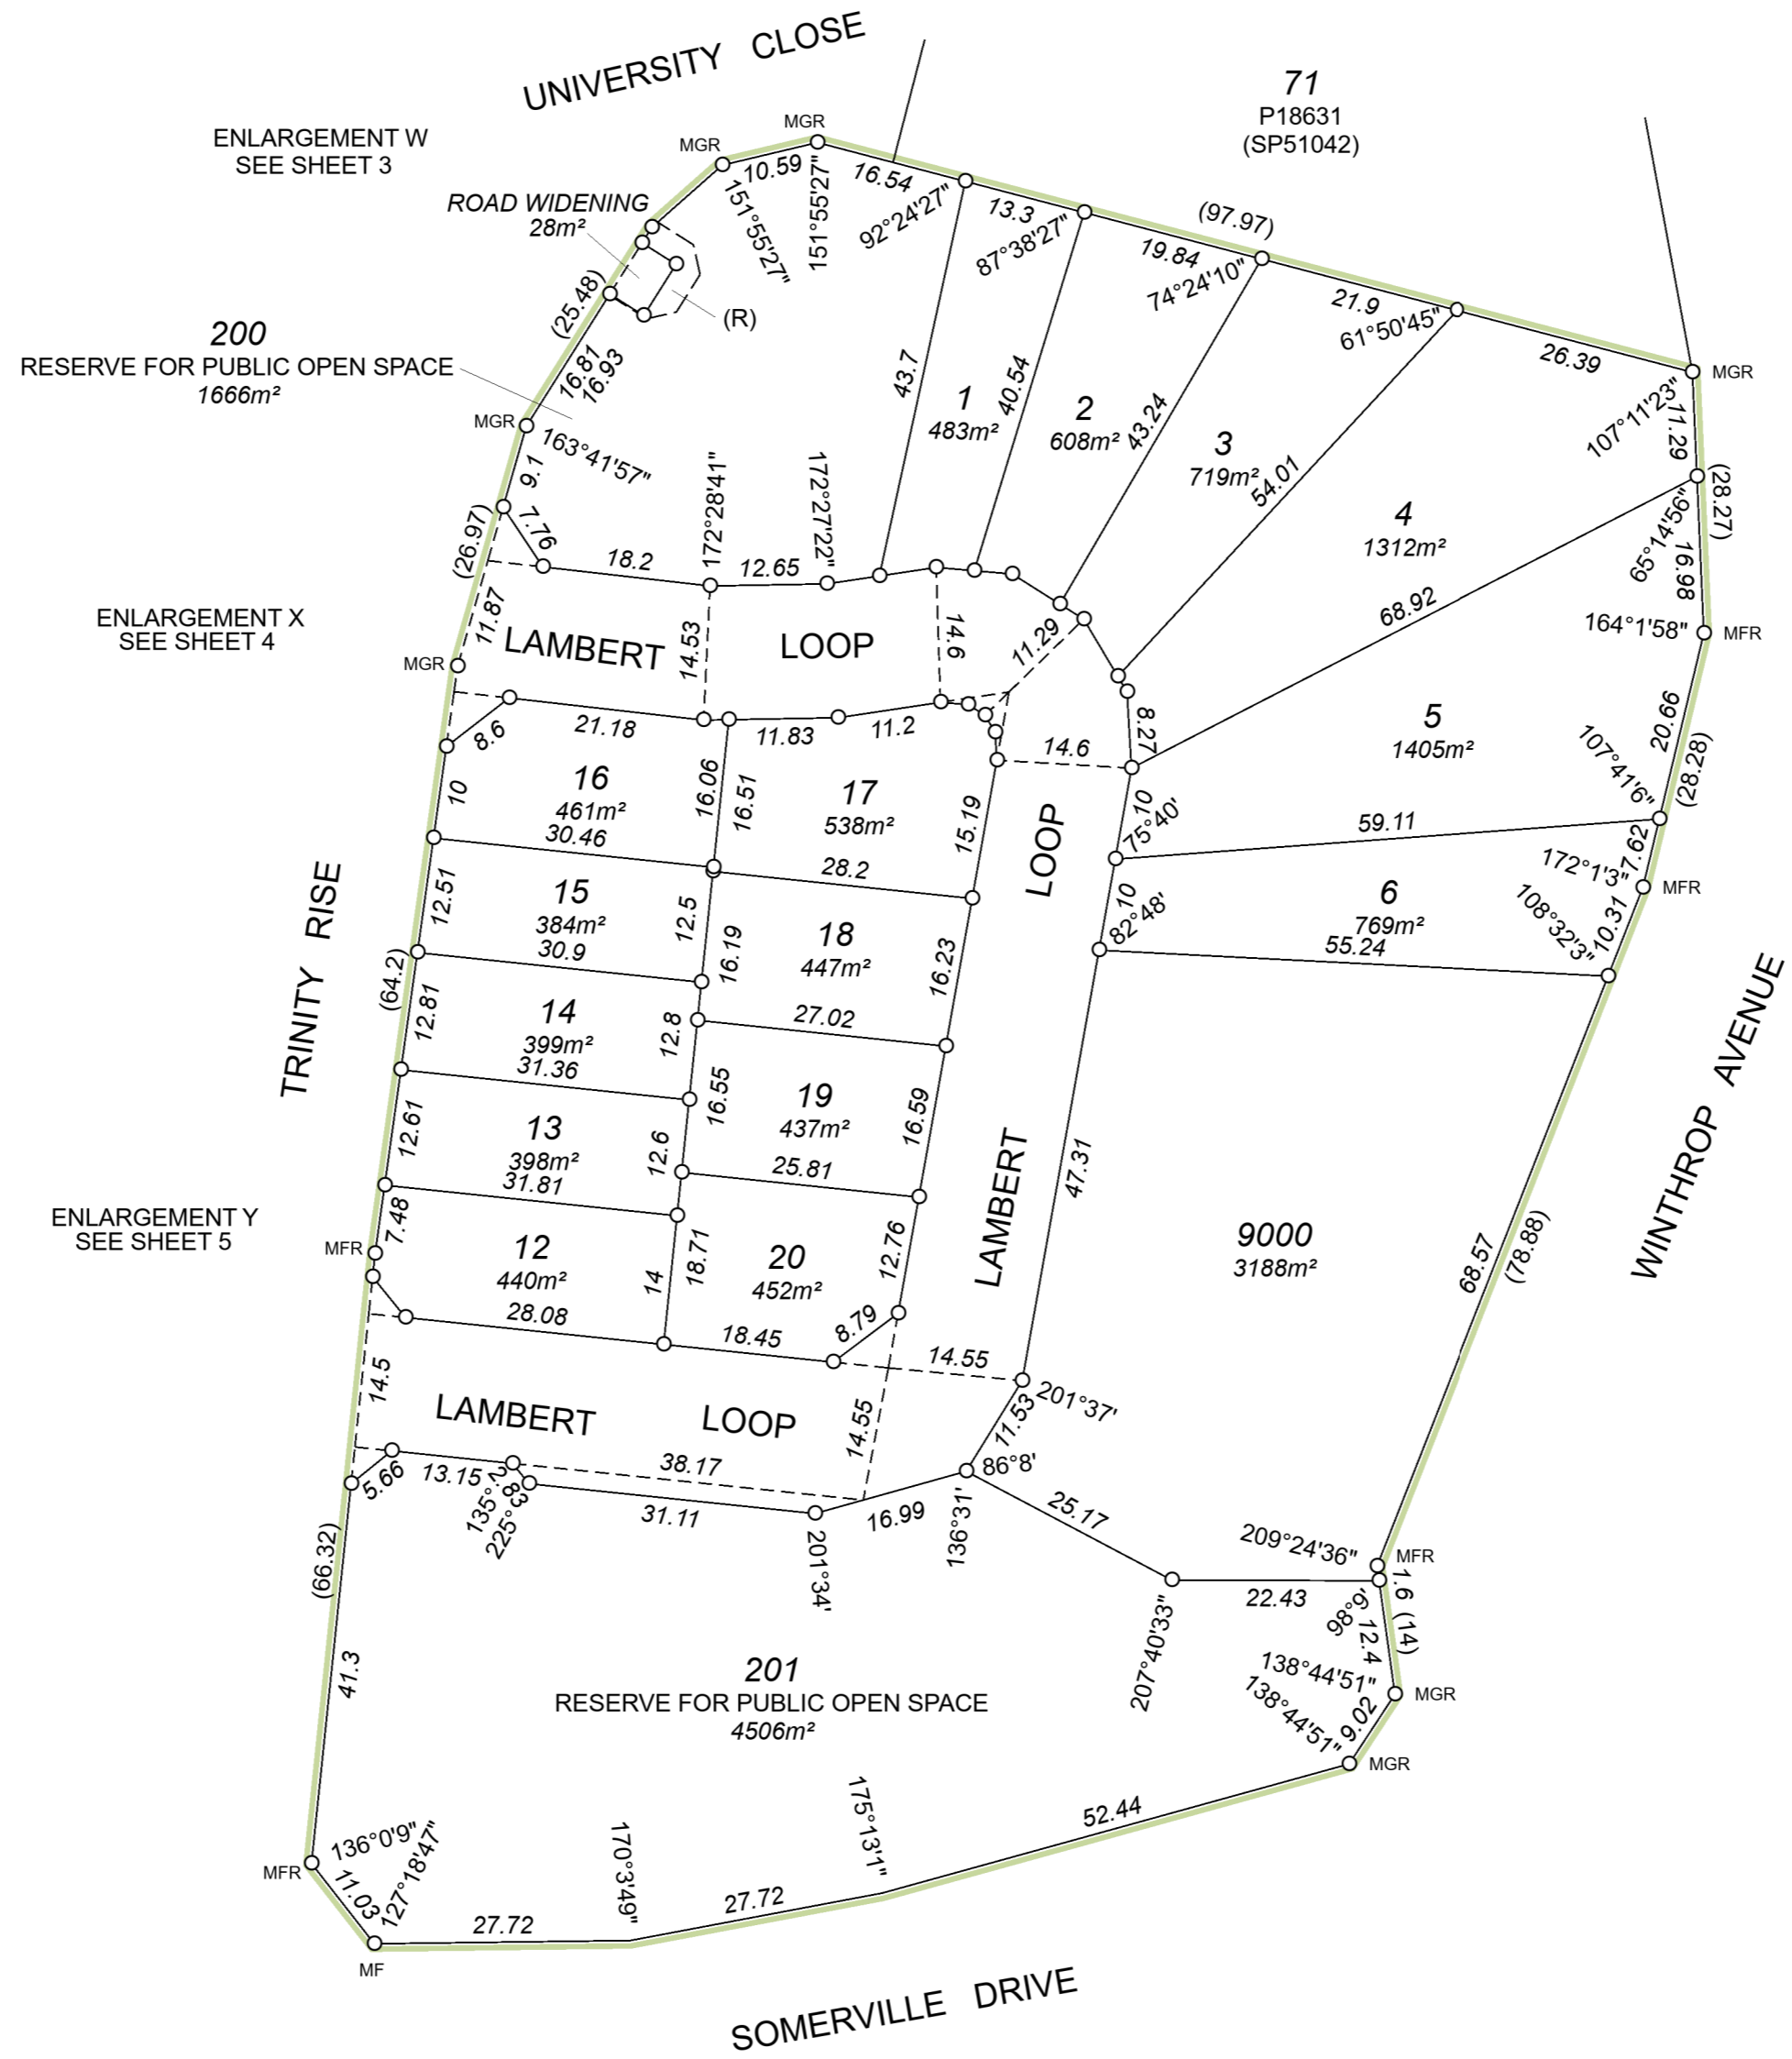 UNIVERSITY CLOSE
71
P18631
(SP51042)
ENLARGEMENT W
SEE SHEET 3
MGR
MGR
10.59
151°55'27"
151°55'27"
16.54
92°24'27"
13.3
87°38'27"
(97.97)
19.84
74°24'10"
21.9
61°50'45"
26.39
MGR
ROAD WIDENING
28m²
(R)
(25.48)
16.81
16.93
200
RESERVE FOR PUBLIC OPEN SPACE
1666m²
MGR
163°41'57"
9.1
7.76
(26.97)
11.87
18.2
172°28'41"
12.65
172°27'22"
43.7
1
483m²
40.54
2
608m²
43.24
3
719m²
54.01
4
1312m²
107°11'23"
11.29
(28.27)
65°14'56"
16.98
164°1'58"
MFR
68.92
ENLARGEMENT X
SEE SHEET 4
MGR
LAMBERT LOOP
14.53
14.6
11.29
8.27
14.6
5
1405m²
20.66
(28.28)
107°41'6"
8.6
21.18
11.83
11.2
16
461m²
30.46
10
16.06
16.51
17
538m²
28.2
15.19
LOOP
10
75°40'
59.11
7.62
172°1'3"
MFR
10
82°48'
6
769m²
55.24
108°32'3"
10.31
TRINITY RISE
(64.2)
12.51
15
384m²
30.9
12.5
16.19
18
447m²
27.02
16.23
12.81
14
399m²
31.36
12.8
16.55
19
437m²
25.81
16.59
12.61
13
398m²
31.81
12.6
LAMBERT
47.31
WINTHROP AVENUE
ENLARGEMENT Y
SEE SHEET 5
MFR
7.48
12
440m²
28.08
14
18.71
20
452m²
18.45
12.76
8.79
14.55
9000
3188m²
68.57
(78.88)
14.5
LAMBERT LOOP
14.55
201°37'
11.53
86°8'
5.66
13.15
2.83
135°
225°
38.17
31.11
16.99
201°34'
136°31'
25.17
207°40'33"
22.43
209°24'36"
MFR
1.6
(14)
98°9'
12.4
138°44'51"
MGR
138°44'51"
9.02
MGR
(66.32)
41.3
201
RESERVE FOR PUBLIC OPEN SPACE
4506m²
MFR
136°0'9"
11.03
127°18'47"
MF
27.72
170°3'49"
27.72
175°13'1"
52.44
SOMERVILLE DRIVE